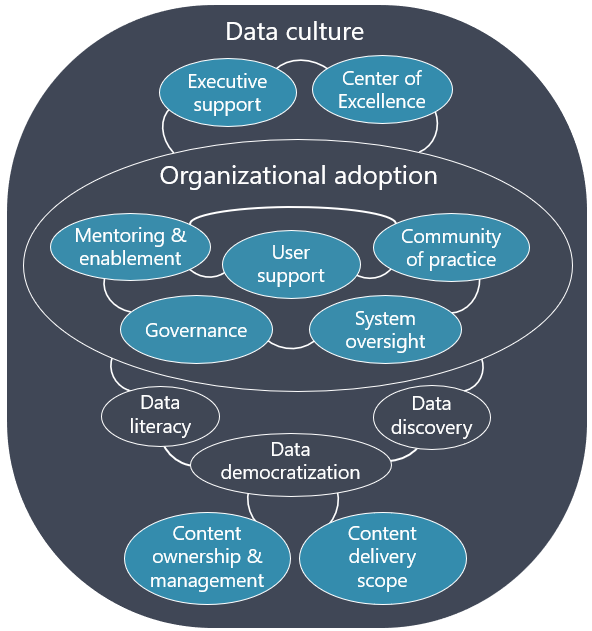 Data culture
Executive
support
Center of
Excellence
Organizational adoption
Mentoring &
enablement
User
support
Community
of practice
Governance
System
oversight
Data
literacy
Data
discovery
Data
democratization
Content
ownership &
management
Content
delivery
scope